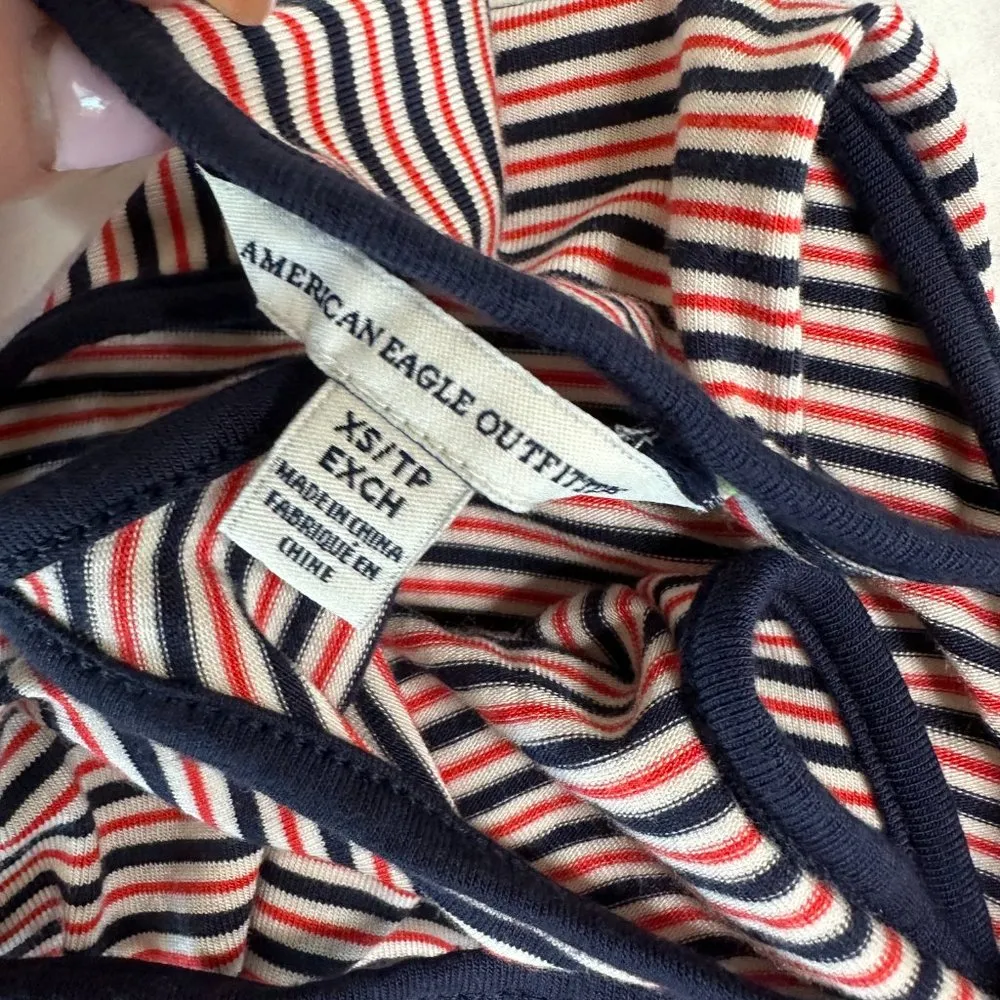 AMERICAN EAGLE OUTFITTERS
XS/TP
EXCH
MADE IN CHINA
FABRIQUÉ EN
CHINE